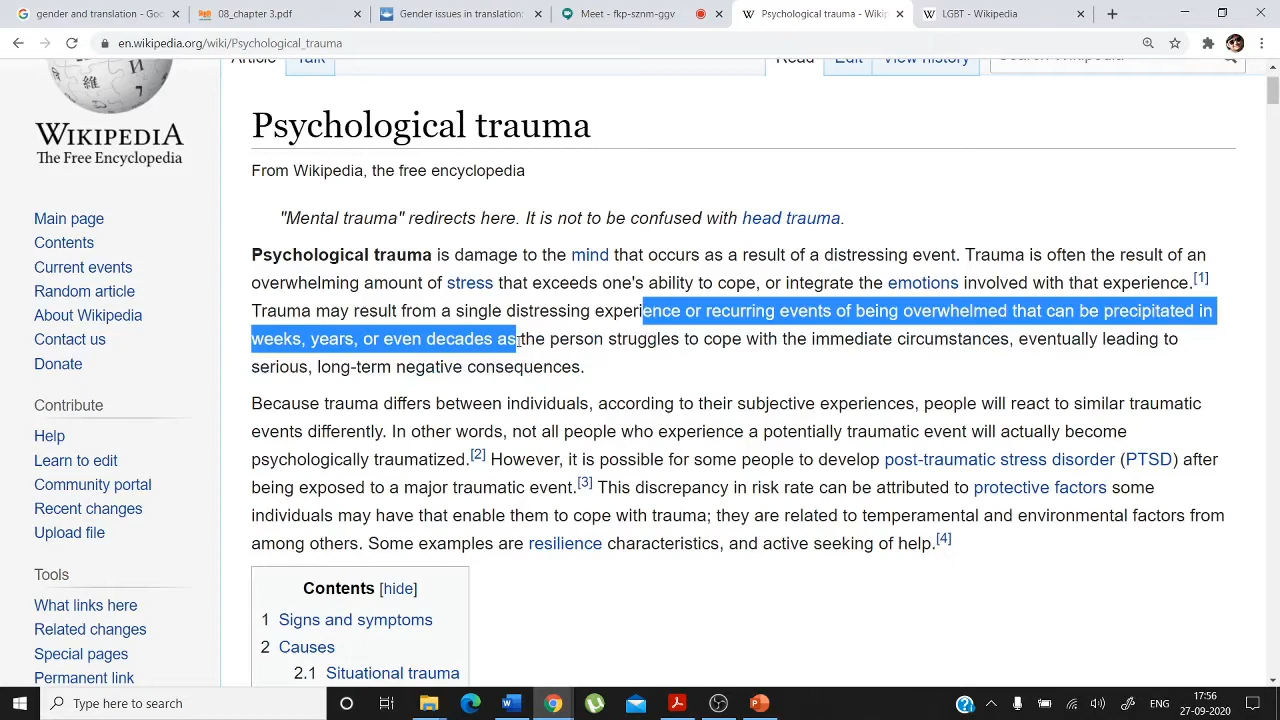 gender and translation - Goo
08_chapter 3.pdf
Gender issues in translation:
Meet - fkp-enm-ggv
Psychological trauma - Wikip
LGBT - Wikipedia
en.wikipedia.org/wiki/Psychological_trauma
Article Talk Read Edit View history Search Wikipedia
WIKIPEDIA
The Free Encyclopedia
Main page
Contents
Current events
Random article
About Wikipedia
Contact us
Donate
Contribute
Help
Learn to edit
Community portal
Recent changes
Upload file
Tools
What links here
Related changes
Special pages
Permanent link
Psychological trauma
From Wikipedia, the free encyclopedia
"Mental trauma" redirects here. It is not to be confused with head trauma.
Psychological trauma is damage to the mind that occurs as a result of a distressing event. Trauma is often the result of an
overwhelming amount of stress that exceeds one's ability to cope, or integrate the emotions involved with that experience.[1]
Trauma may result from a single distressing experience or recurring events of being overwhelmed that can be precipitated in
weeks, years, or even decades as the person struggles to cope with the immediate circumstances, eventually leading to
serious, long-term negative consequences.
Because trauma differs between individuals, according to their subjective experiences, people will react to similar traumatic
events differently. In other words, not all people who experience a potentially traumatic event will actually become
psychologically traumatized.[2] However, it is possible for some people to develop post-traumatic stress disorder (PTSD) after
being exposed to a major traumatic event.[3] This discrepancy in risk rate can be attributed to protective factors some
individuals may have that enable them to cope with trauma; they are related to temperamental and environmental factors from
among others. Some examples are resilience characteristics, and active seeking of help.[4]
Contents [hide]
1 Signs and symptoms
2 Causes
2.1 Situational trauma
Type here to search
ENG
17:56
27-09-2020